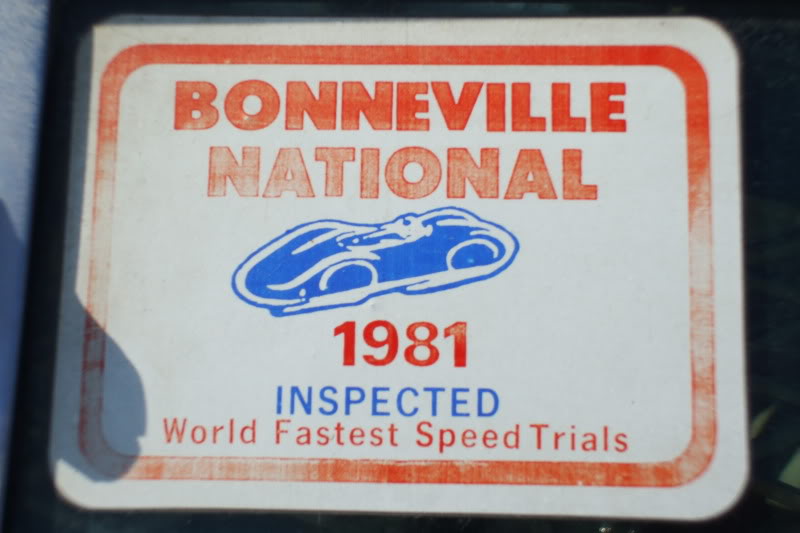 BONNEVILLE
NATIONAL
1981
INSPECTED
World Fastest Speed Trials